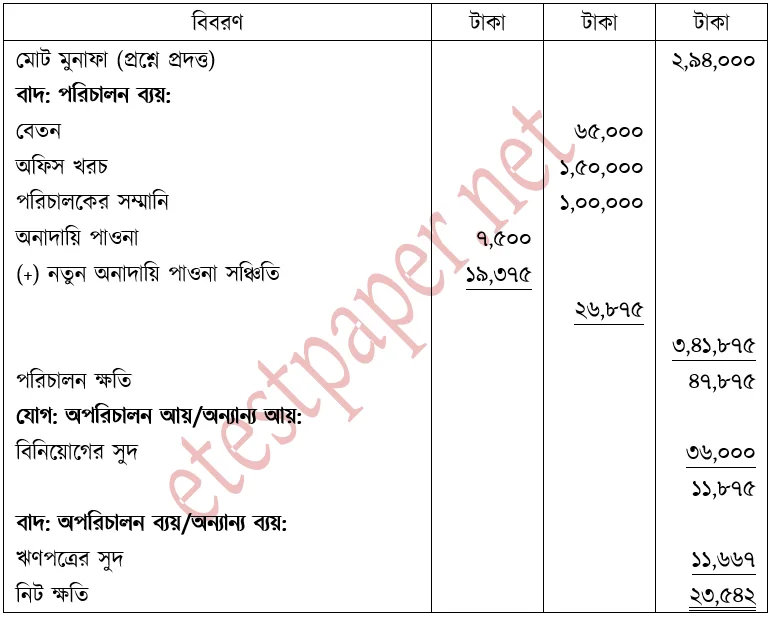 বিবরণ টাকা টাকা টাকা
মোট মুনাফা (প্রশ্নে প্রদত্ত) ২,৯৪,০০০
বাদ: পরিচালন ব্যয়:
বেতন ৬৫,০০০
অফিস খরচ ১,৫০,০০০
পরিচালকের সম্মানি ১,০০,০০০
অনাদায়ি পাওনা ৭,৫০০
(+) নতুন অনাদায়ি পাওনা সঞ্চিতি ১৯,৩৭৫
২৬,৮৭৫
৩,৪১,৮৭৫
পরিচালন ক্ষতি ৪৭,৮৭৫
যোগ: অপরিচালন আয়/অন্যান্য আয়:
বিনিয়োগের সুদ ৩৬,০০০
১১,৮৭৫
বাদ: অপরিচালন ব্যয়/অন্যান্য ব্যয়:
ঋণপত্রের সুদ ১১,৬৬৭
নিট ক্ষতি ২৩,৫৪২
etestpaper.net